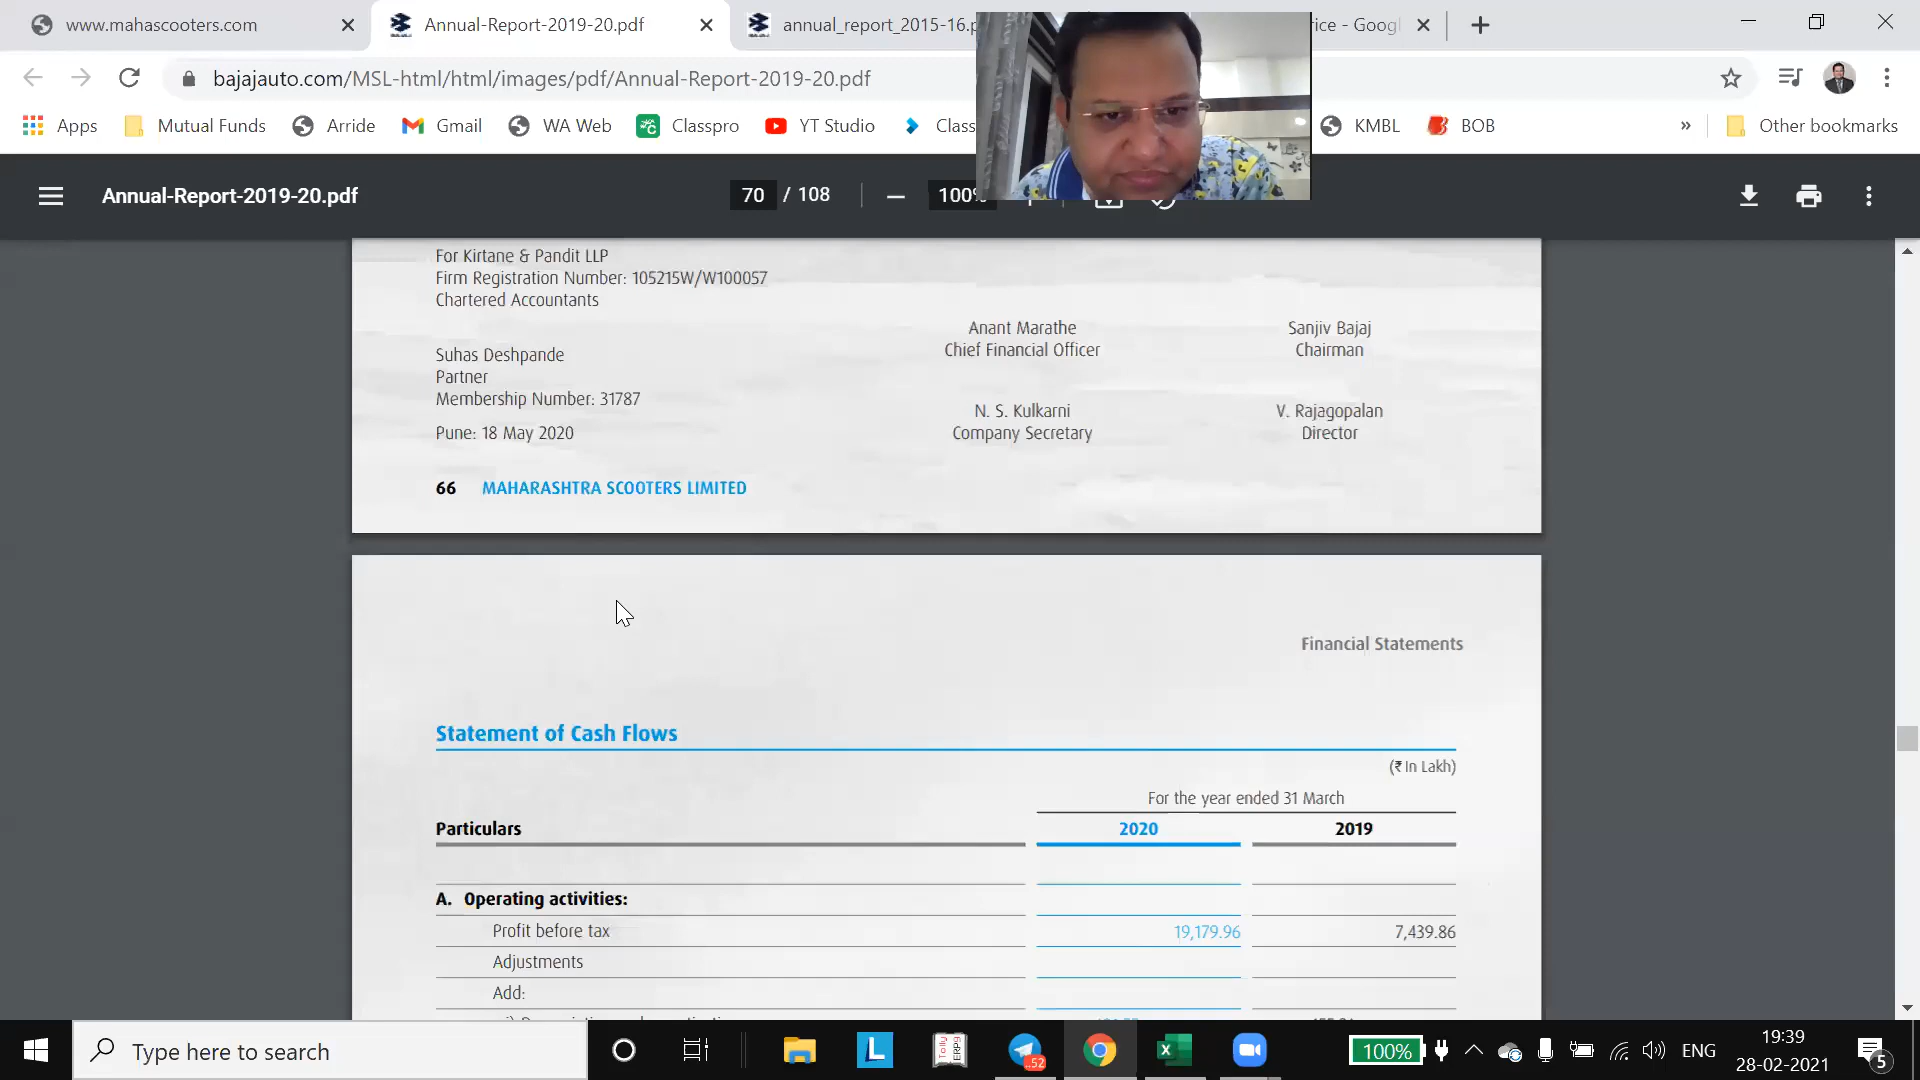 www.mahascooters.com
Annual-Report-2019-20.pdf
annual_report_2015-16.p
rice - Googl
bajajauto.com/MSL-html/html/images/pdf/Annual-Report-2019-20.pdf
Apps
Mutual Funds
Arride
Gmail
WA Web
Classpro
YT Studio
Class
KMBL
BOB
»
Other bookmarks
Annual-Report-2019-20.pdf
70 / 108
100%
For Kirtane & Pandit LLP
Firm Registration Number: 105215W/W100057
Chartered Accountants
Anant Marathe
Chief Financial Officer
Sanjiv Bajaj
Chairman
Suhas Deshpande
Partner
Membership Number: 31787
N. S. Kulkarni
Company Secretary
V. Rajagopalan
Director
Pune: 18 May 2020
66 MAHARASHTRA SCOOTERS LIMITED
Financial Statements
Statement of Cash Flows
(₹ In Lakh)
For the year ended 31 March
Particulars 2020 2019
A. Operating activities:
Profit before tax 19,179.96 7,439.86
Adjustments
Add:
Type here to search
L
Tally
ERP9
52
100%
ENG
19:39
28-02-2021
5